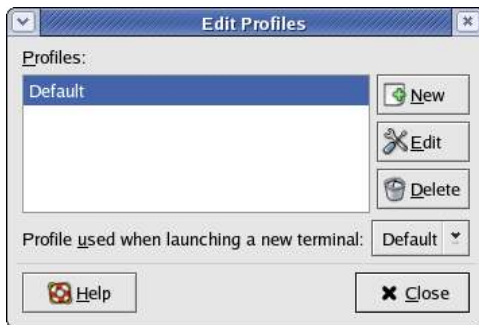 Edit Profiles
Profiles:
Default
New
Edit
Delete
Profile used when launching a new terminal:
Default
Help
Close